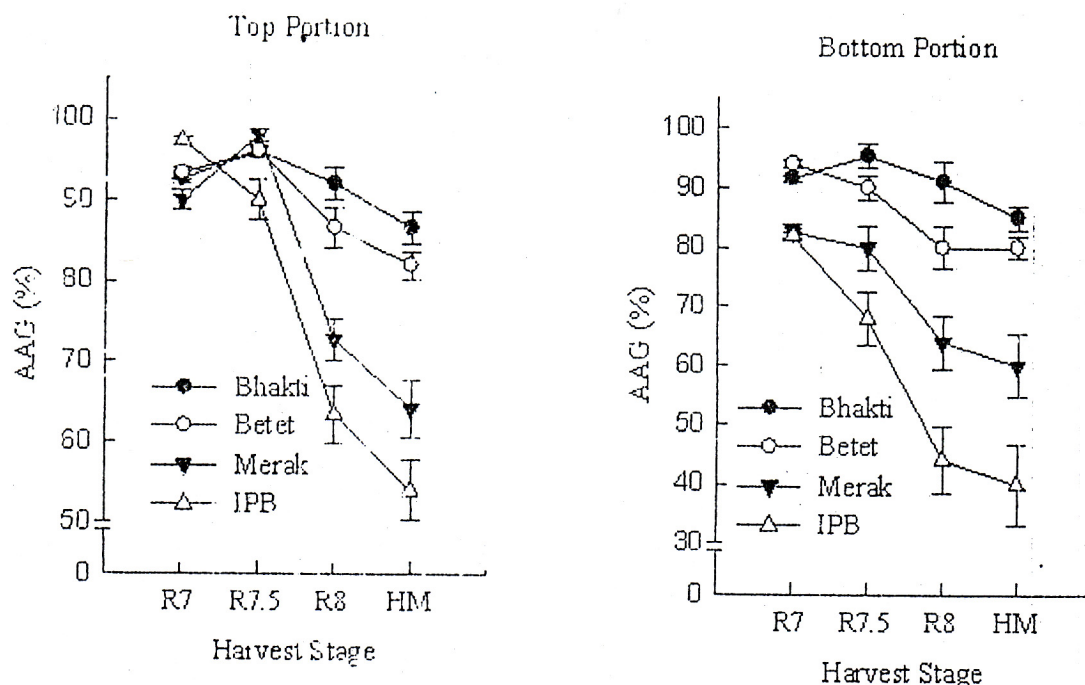 Top Portion
100
90
80
70
60
50
0
AAG (%)
Bhakti
Betet
Merak
IPB
R7 R7.5 R8 HM
Harvest Stage
Bottom Portion
100
90
80
70
60
50
40
30
0
AAG (%)
Bhakti
Betet
Merak
IPB
R7 R7.5 R8 HM
Harvest Stage